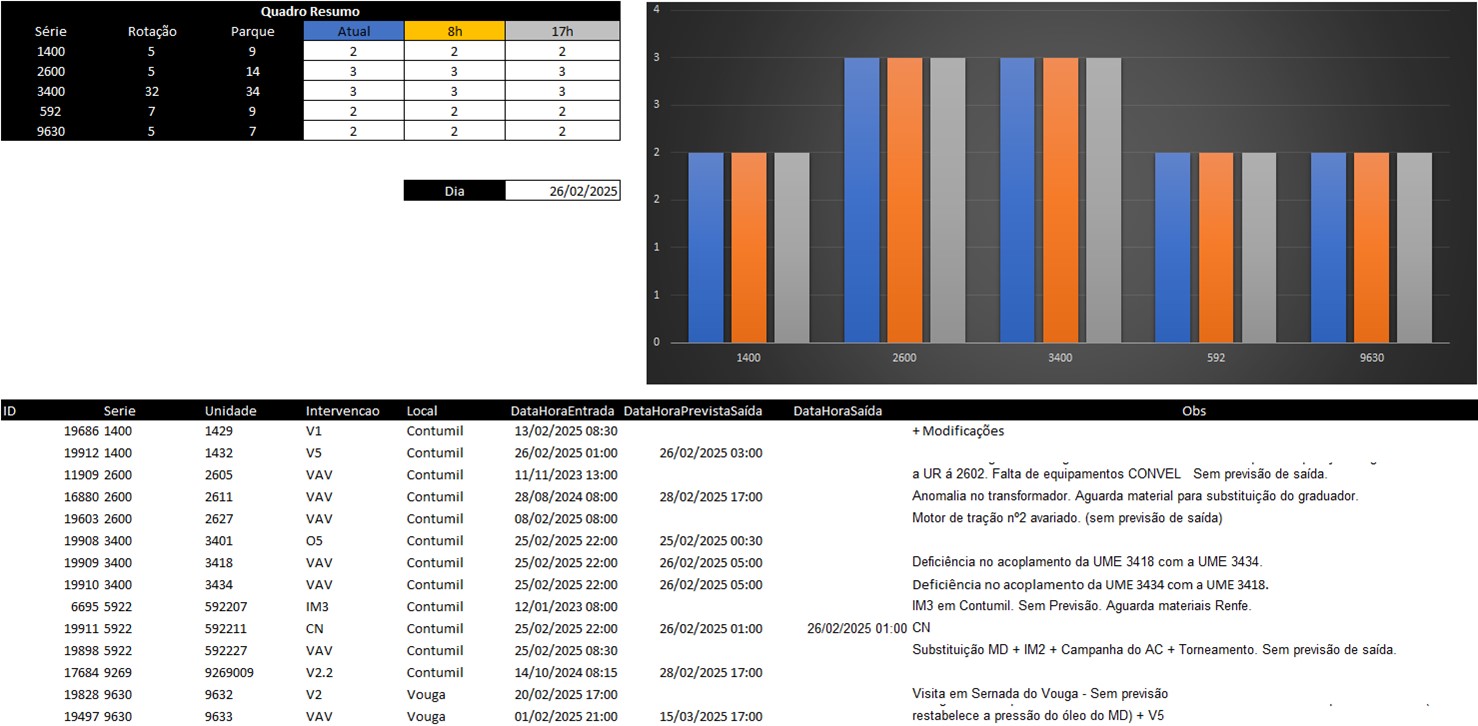 Quadro Resumo
Série Rotação Parque Atual 8h 17h
1400 5 9 2 2 2
2600 5 14 3 3 3
3400 32 34 3 3 3
592 7 9 2 2 2
9630 5 7 2 2 2
Dia 26/02/2025
4
3
3
2
2
1
1
0
1400 2600 3400 592 9630
ID Serie Unidade Intervencao Local DataHoraEntrada DataHoraPrevistaSaída DataHoraSaída Obs
19686 1400 1429 V1 Contumil 13/02/2025 08:30 + Modificações
19912 1400 1432 V5 Contumil 26/02/2025 01:00 26/02/2025 03:00
11909 2600 2605 VAV Contumil 11/11/2023 13:00 a UR á 2602. Falta de equipamentos CONVEL Sem previsão de saída.
16880 2600 2611 VAV Contumil 28/08/2024 08:00 28/02/2025 17:00 Anomalia no transformador. Aguarda material para substituição do graduador.
19603 2600 2627 VAV Contumil 08/02/2025 08:00 Motor de tração nº2 avariado. (sem previsão de saída)
19908 3400 3401 O5 Contumil 25/02/2025 22:00 25/02/2025 00:30
19909 3400 3418 VAV Contumil 25/02/2025 22:00 26/02/2025 05:00 Deficiência no acoplamento da UME 3418 com a UME 3434.
19910 3400 3434 VAV Contumil 25/02/2025 22:00 26/02/2025 05:00 Deficiência no acoplamento da UME 3434 com a UME 3418.
6695 5922 592207 IM3 Contumil 12/01/2023 08:00 IM3 em Contumil. Sem Previsão. Aguarda materiais Renfe.
19911 5922 592211 CN Contumil 25/02/2025 22:00 26/02/2025 01:00 26/02/2025 01:00 CN
19898 5922 592227 VAV Contumil 25/02/2025 08:30 Substituição MD + IM2 + Campanha do AC + Torneamento. Sem previsão de saída.
17684 9269 9269009 V2.2 Contumil 14/10/2024 08:15 28/02/2025 17:00
19828 9630 9632 V2 Vouga 20/02/2025 17:00 Visita em Sernada do Vouga - Sem previsão
19497 9630 9633 VAV Vouga 01/02/2025 21:00 15/03/2025 17:00 restabelece a pressão do óleo do MD) + V5